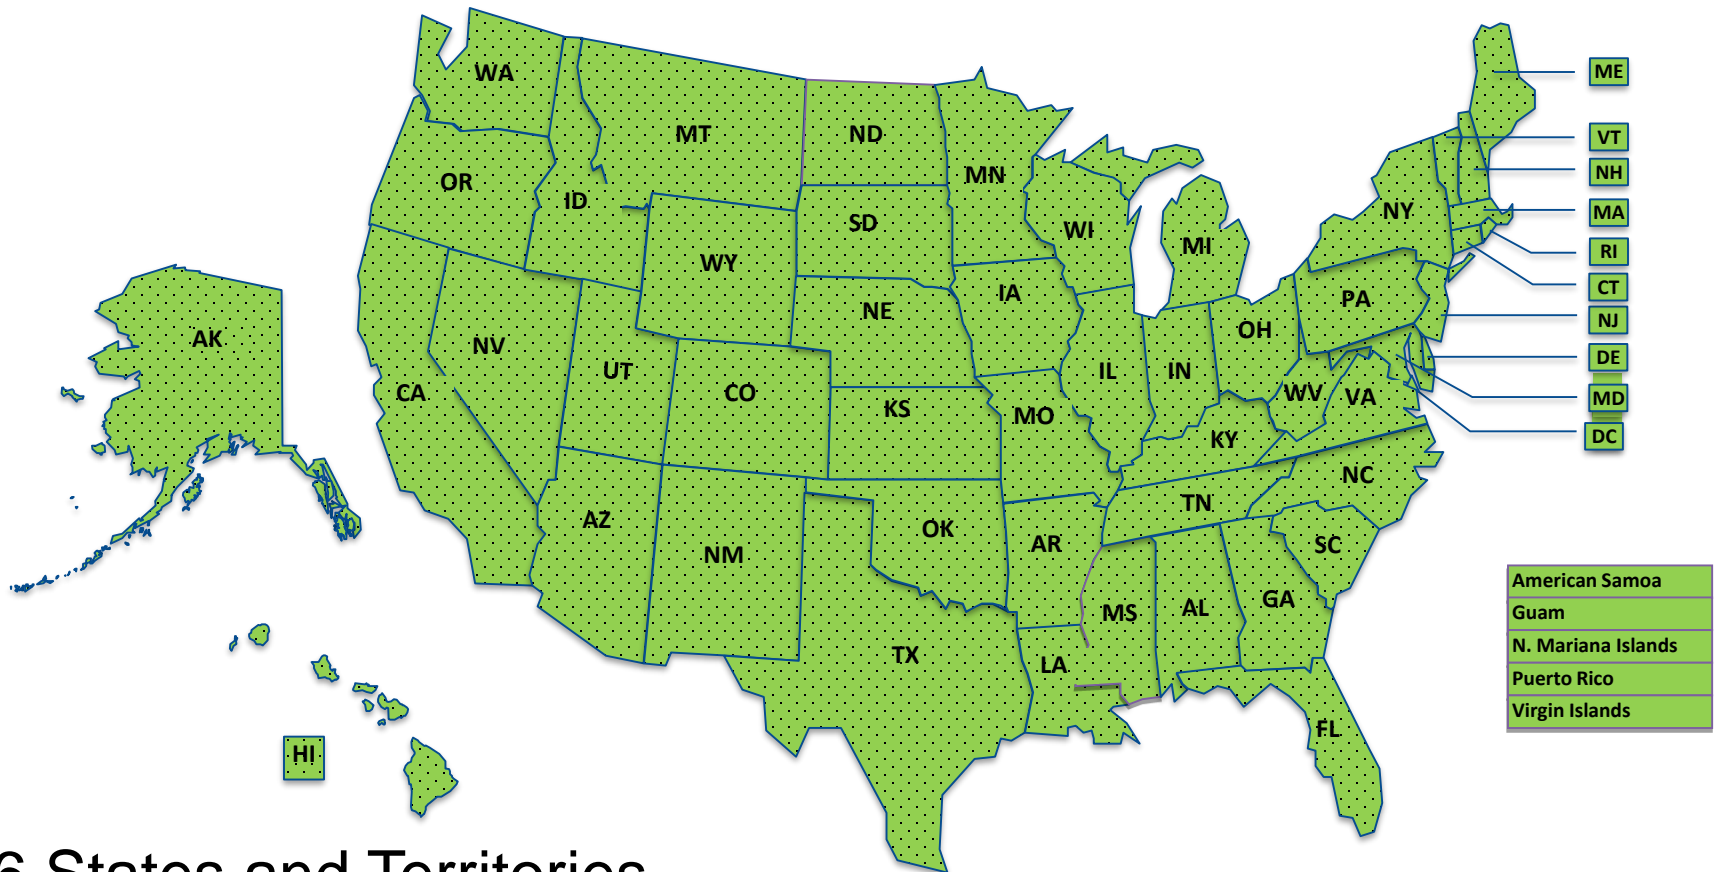 WA
MT
ND
MN
OR
ID
SD
WI
MI
NY
ME
VT
NH
MA
RI
CT
NJ
DE
MD
DC
WY
NE
IA
PA
AK
NV
UT
CO
CA
KS
MO
IL
IN
OH
WV
VA
KY
NC
TN
AZ
NM
OK
AR
SC
MS
AL
GA
TX
LA
FL
HI
American Samoa
Guam
N. Mariana Islands
Puerto Rico
Virgin Islands
6 States and Territories